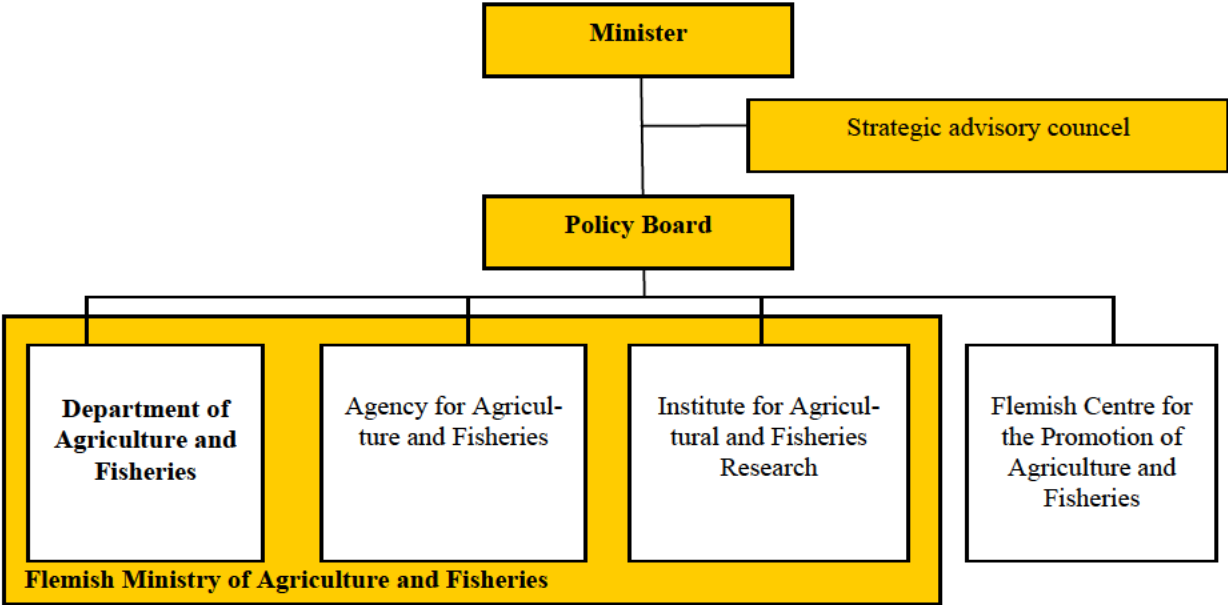 Minister
Strategic advisory councel
Policy Board
Department of
Agriculture and
Fisheries
Agency for Agricul-
ture and Fisheries
Institute for Agricul-
tural and Fisheries
Research
Flemish Centre for
the Promotion of
Agriculture and
Fisheries
Flemish Ministry of Agriculture and Fisheries